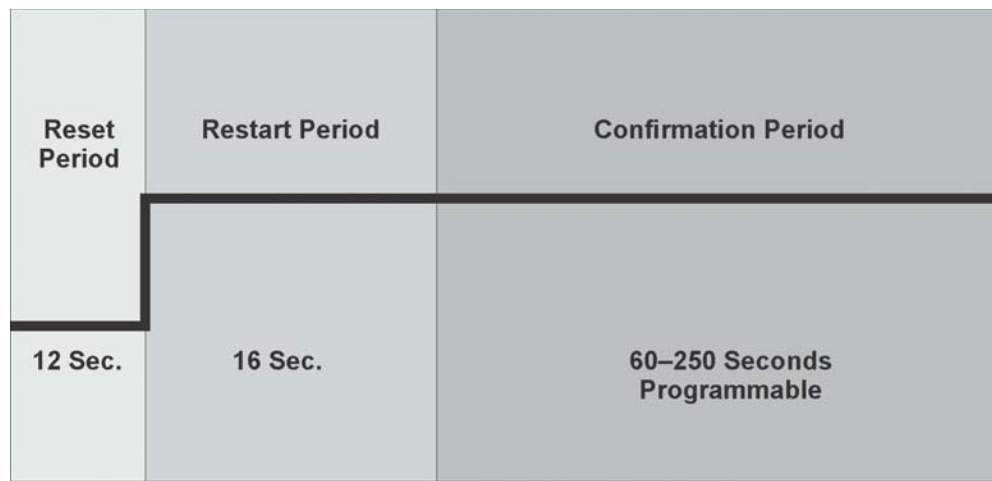 Reset
Period
Restart Period
Confirmation Period
12 Sec.
16 Sec.
60–250 Seconds
Programmable